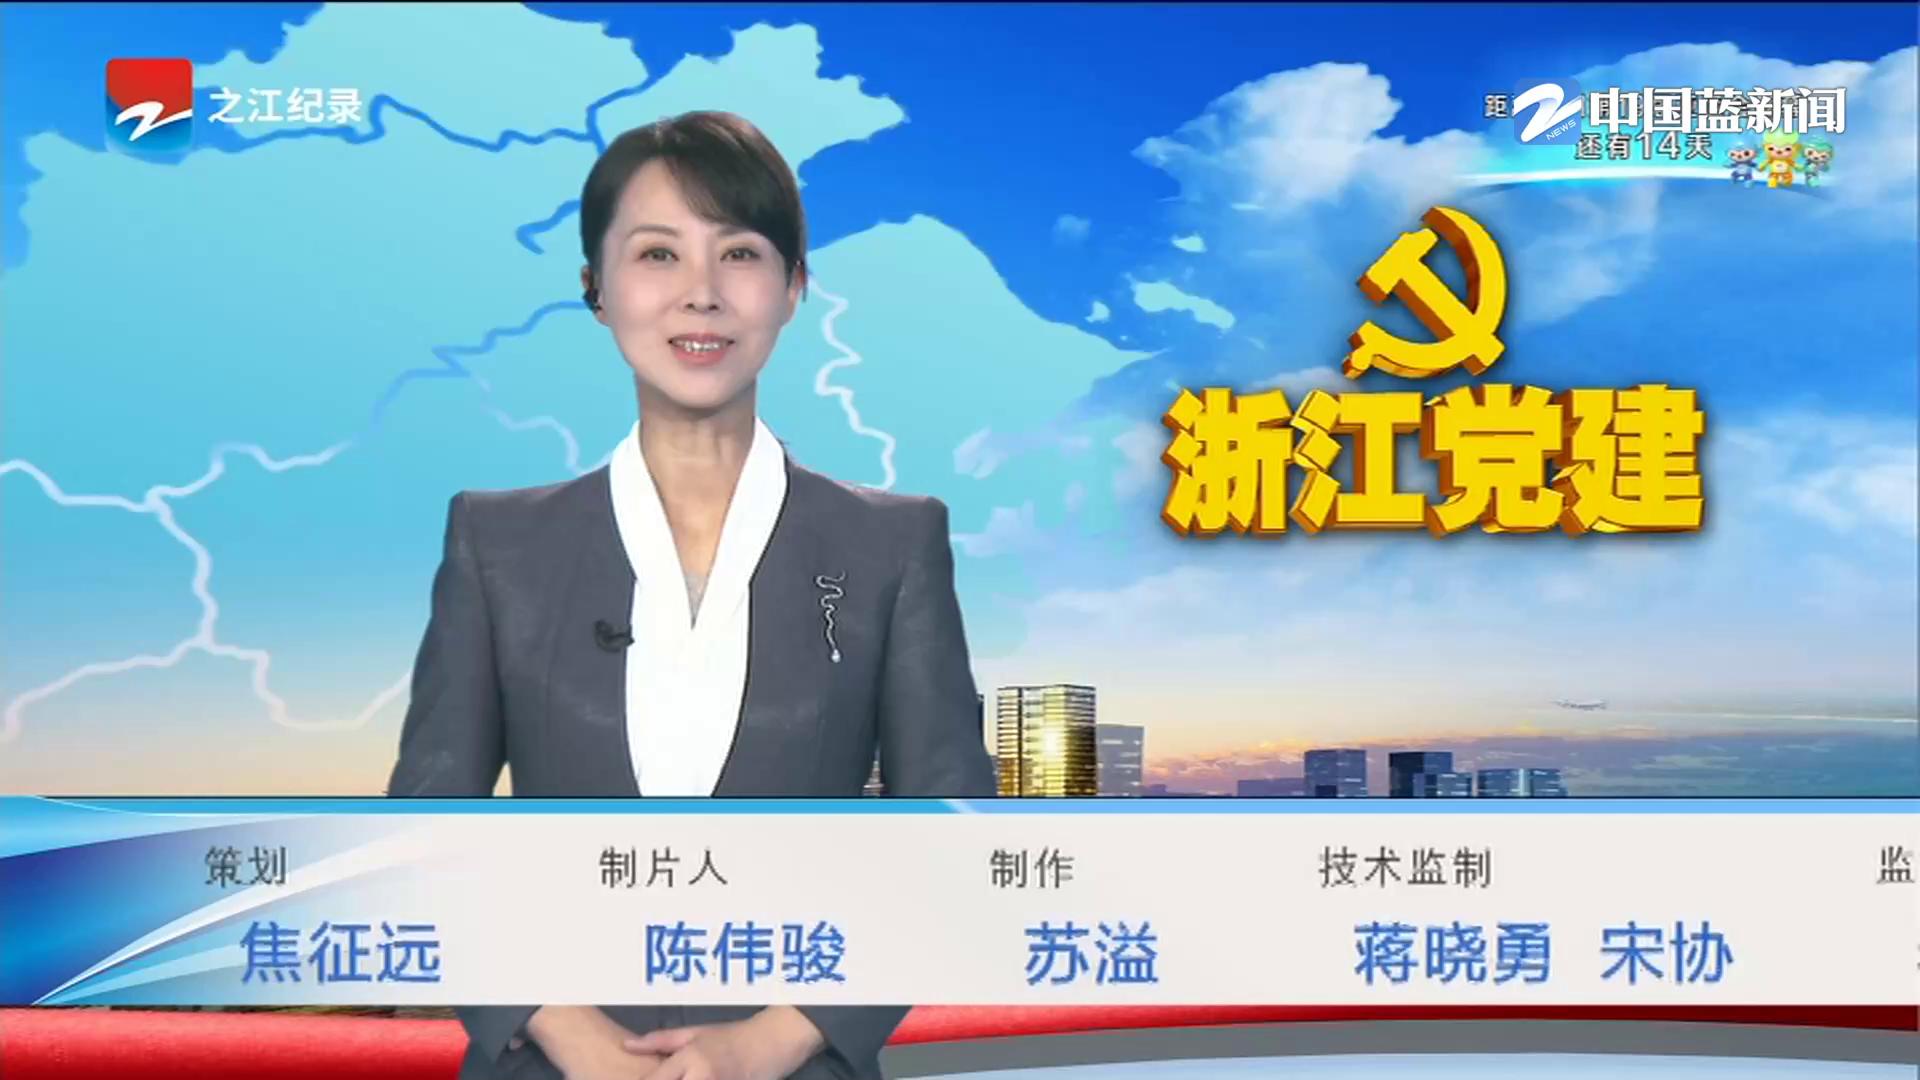 之江纪录
中国蓝新闻
NEWS
距
还有14天
浙江党建
策划
制片人
制作
技术监制
监
焦征远
陈伟骏
苏溢
蒋晓勇 宋协